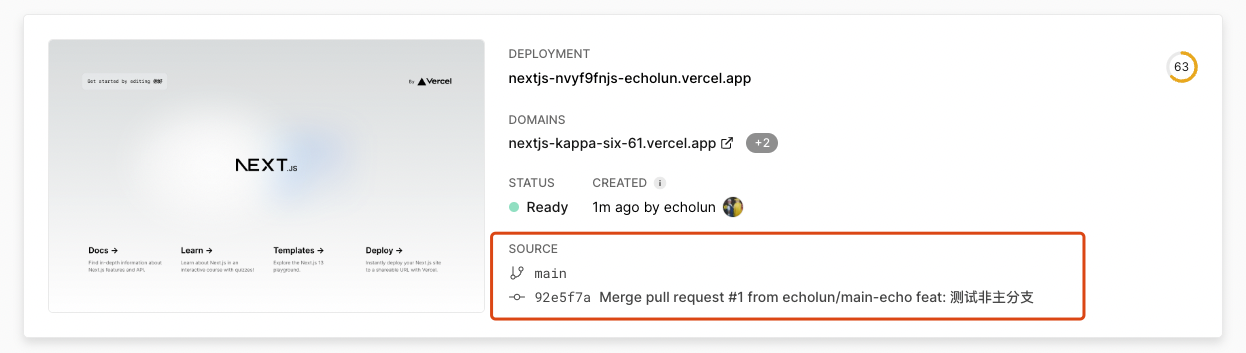 Get started by editing
By Vercel
NEXT.JS
Docs →
Find in-depth information about
Next.js features and API.
Learn →
Learn about Next.js in an
interactive course with quizzes!
Templates →
Explore the Next.js 13
playground.
Deploy →
Instantly deploy your Next.js site
to a shareable URL with Vercel.
DEPLOYMENT
nextjs-nvyf9fnjs-echolun.vercel.app
63
DOMAINS
nextjs-kappa-six-61.vercel.app +2
STATUS
Ready
CREATED
1m ago by echolun
SOURCE
main
92e5f7a Merge pull request #1 from echolun/main-echo feat: 测试非主分支